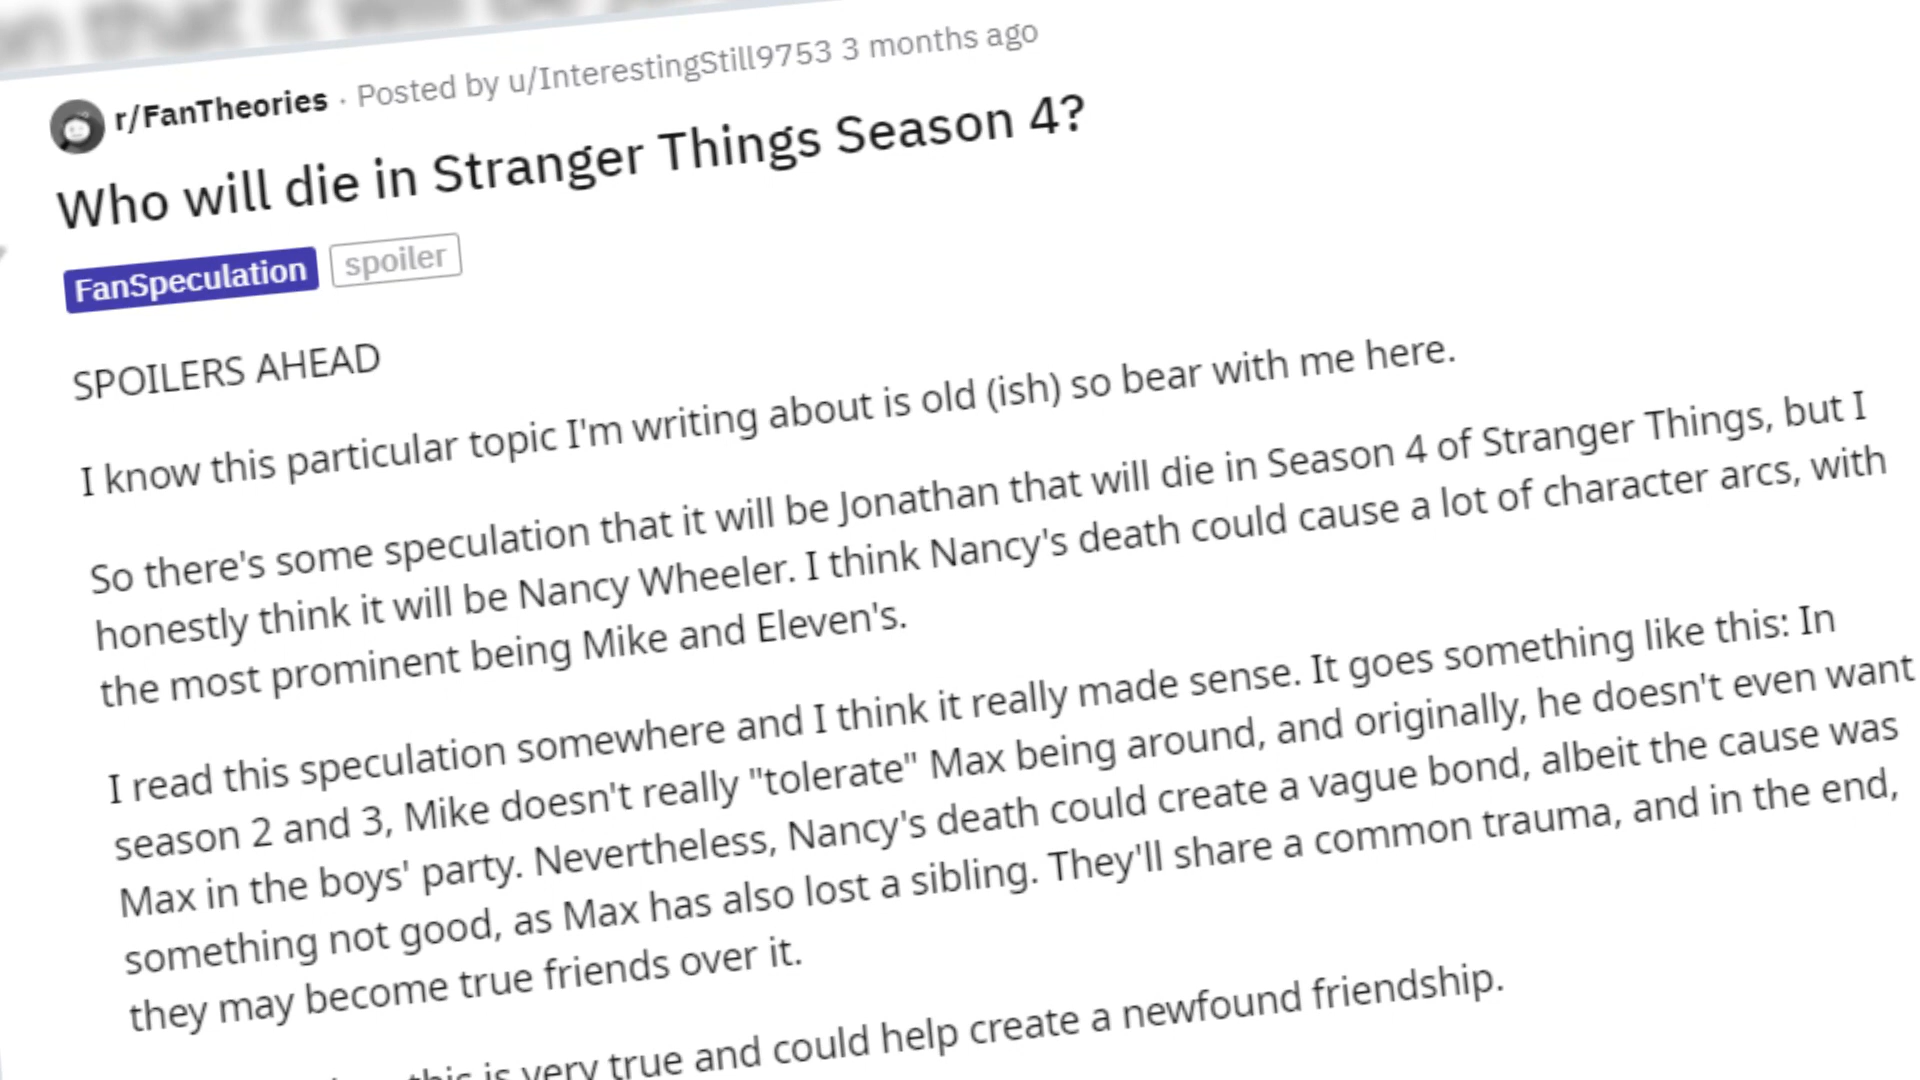 on that it will be
r/FanTheories · Posted by u/InterestingStill9753 3 months ago
Who will die in Stranger Things Season 4?
FanSpeculation spoiler
SPOILERS AHEAD
I know this particular topic I'm writing about is old (ish) so bear with me here.
So there's some speculation that it will be Jonathan that will die in Season 4 of Stranger Things, but I
honestly think it will be Nancy Wheeler. I think Nancy's death could cause a lot of character arcs, with
the most prominent being Mike and Eleven's.
I read this speculation somewhere and I think it really made sense. It goes something like this: In
season 2 and 3, Mike doesn't really "tolerate" Max being around, and originally, he doesn't even want
Max in the boys' party. Nevertheless, Nancy's death could create a vague bond, albeit the cause was
something not good, as Max has also lost a sibling. They'll share a common trauma, and in the end,
they may become true friends over it.
this is very true and could help create a newfound friendship.